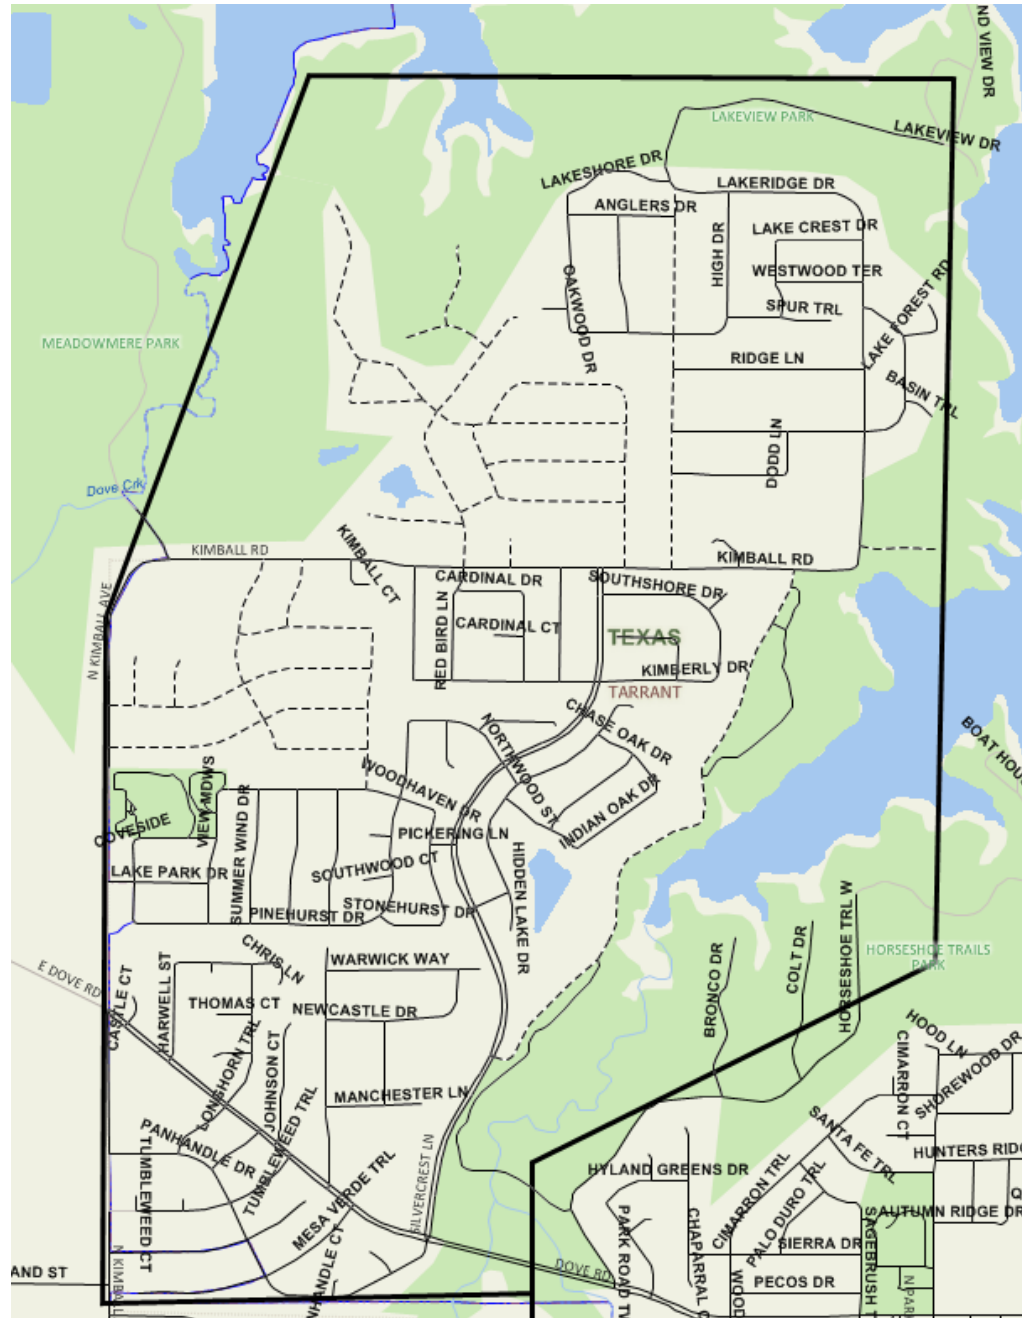 ND VIEW DR
LAKEVIEW PARK
LAKEVIEW DR
LAKESHORE DR
LAKERIDGE DR
ANGLERS DR
LAKE CREST DR
HIGH DR
WESTWOOD TER
OAKWOOD DR
SPUR TRL
LAKE FOREST RD
MEADOWMERE PARK
RIDGE LN
BASIN TRL
DODD LN
Dove Crk
KIMBALL RD
KIMBALL CT
KIMBALL RD
CARDINAL DR
SOUTHSHORE DR
N KIMBALL AVE
RED BIRD LN
CARDINAL CT
TEXAS
KIMBERLY DR
TARRANT
CHASE OAK DR
NORTHWOOD ST
BOAT HOU
WOODHAVEN DR
VIEW MDWS
COVESIDE
SUMMER WIND DR
PICKERING LN
INDIAN OAK DR
LAKE PARK DR
SOUTHWOOD CT
HIDDEN LAKE DR
PINEHURST DR
STONEHURST DR
HORSESHOE TRL W
COLT DR
BRONCO DR
HORSESHOE TRAILS
PARK
CHRIS LN
WARWICK WAY
E DOVE RD
CASTLE CT
HARWELL ST
THOMAS CT
NEWCASTLE DR
HOOD LN
CIMARRON CT
SHOREWOOD DR
LONGHORN TRL
JOHNSON CT
MANCHESTER LN
PANHANDLE DR
TUMBLEWEED TRL
TUMBLEWEED CT
SANTA FE TRL
HUNTERS RIDG
HYLAND GREENS DR
CIMARRON TRL
PALO DURO TRL
MESA VERDE TRL
SILVERCREST LN
PARK ROAD TW
CHAPARRAL C
SAGEBRUSH T
Q
AUTUMN RIDGE DR
SIERRA DR
NHANDLE CT
DOVE RD
PECOS DR
WOOD
N PAR
AND ST
N KIMBALL